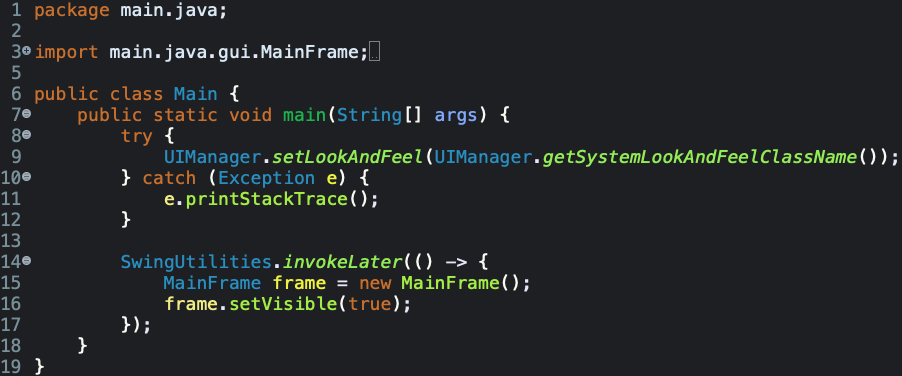 1 package main.java;
2
3 import main.java.gui.MainFrame;
5
6 public class Main {
7     public static void main(String[] args) {
8         try {
9             UIManager.setLookAndFeel(UIManager.getSystemLookAndFeelClassName());
10         } catch (Exception e) {
11             e.printStackTrace();
12         }
13
14         SwingUtilities.invokeLater(() -> {
15             MainFrame frame = new MainFrame();
16             frame.setVisible(true);
17         });
18     }
19 }